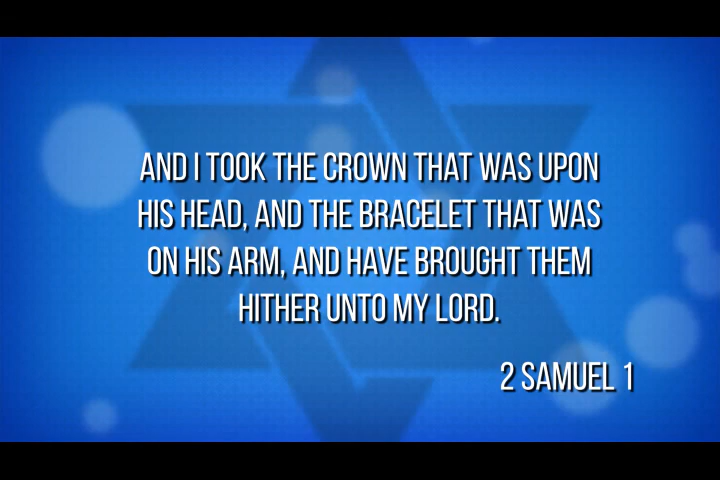 AND I TOOK THE CROWN THAT WAS UPON
HIS HEAD, AND THE BRACELET THAT WAS
ON HIS ARM, AND HAVE BROUGHT THEM
HITHER UNTO MY LORD.
2 SAMUEL 1